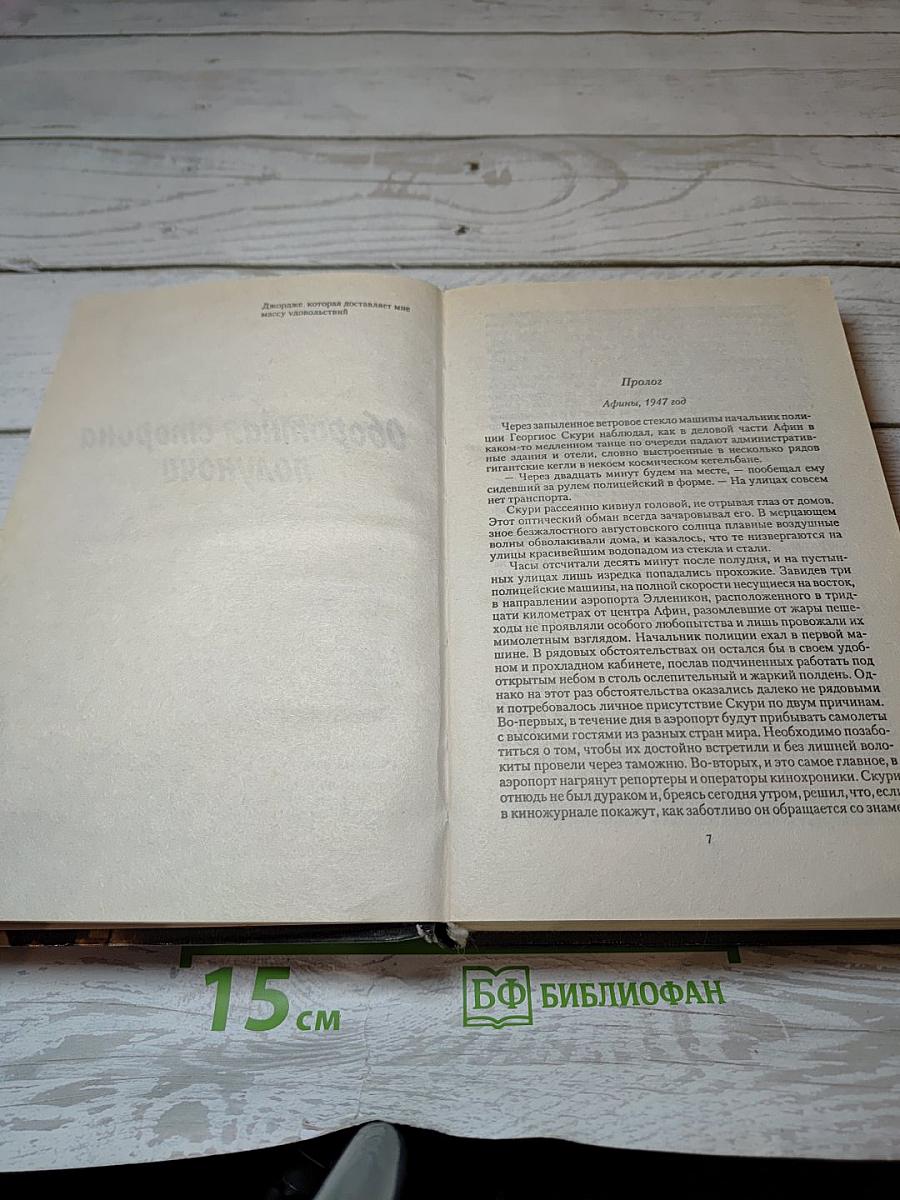 Джордже, которая доставляет мне
массу удовольствий
Пролог
Афины, 1947 год
Через запыленное ветровое стекло машины начальник поли-
ции Георгиос Скури наблюдал, как в деловой части Афин в
каком-то медленном танце по очереди падают административ-
ные здания и отели, словно выстроенные в несколько рядов
гигантские кегли в некоем космическом кегельбане.
— Через двадцать минут будем на месте, — пообещал ему
сидевший за рулем полицейский в форме. — На улицах совсем
нет транспорта.
Скури рассеянно кивнул головой, не отрывая глаз от домов.
Этот оптический обман всегда зачаровывал его. В мерцающем
зное безжалостного августовского солнца плавные воздушные
волны обволакивали дома, и казалось, что те низвергаются на
улицы красивейшим водопадом из стекла и стали.
Часы отсчитали десять минут после полудня, и на пустын-
ных улицах лишь изредка попадались прохожие. Завидев три
полицейские машины, на полной скорости несущиеся на восток,
в направлении аэропорта Элленикон, расположенного в трид-
цати километрах от центра Афин, разомлевшие от жары пеше-
ходы не проявляли особого любопытства и лишь провожали их
мимолетным взглядом. Начальник полиции ехал в первой ма-
шине. В рядовых обстоятельствах он остался бы в своем удоб-
ном и прохладном кабинете, послав подчиненных работать под
открытым небом в столь ослепительный и жаркий полдень. Од-
нако на этот раз обстоятельства оказались далеко не рядовыми
и потребовалось личное присутствие Скури по двум причинам.
Во-первых, в течение дня в аэропорт будут прибывать самолеты
с высокими гостями из разных стран мира. Необходимо позабо-
титься о том, чтобы их достойно встретили и без лишней воло-
киты провели через таможню. Во-вторых, и это самое главное, в
аэропорт нагрянут репортеры и операторы кинохроники. Скури
отнюдь не был дураком и, бреясь сегодня утром, решил, что, если
в киножурнале покажут, как заботливо он обращается со знаме
7
15 см
БФ БИБЛИОФАН